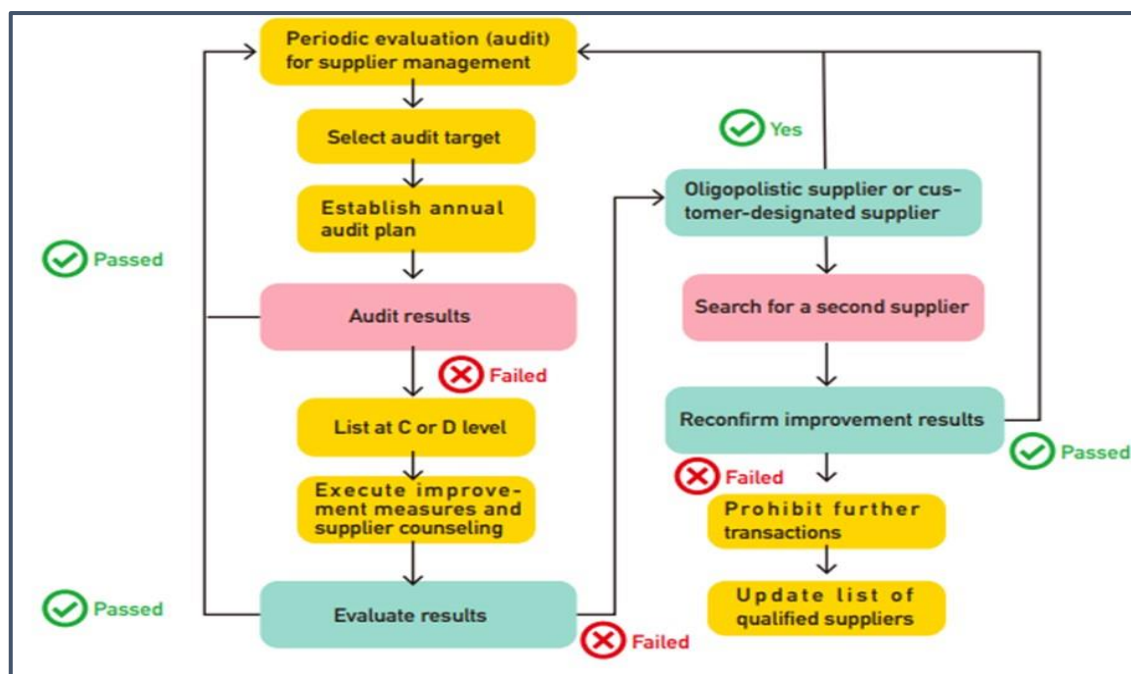 Periodic evaluation (audit)
for supplier management
Select audit target
Establish annual
audit plan
Passed
Audit results
Failed
List at C or D level
Execute improve-
ment measures and
supplier counseling
Passed
Evaluate results
Failed
Yes
Oligopolistic supplier or cus-
tomer-designated supplier
Search for a second supplier
Reconfirm improvement results
Passed
Failed
Prohibit further
transactions
Update list of
qualified suppliers